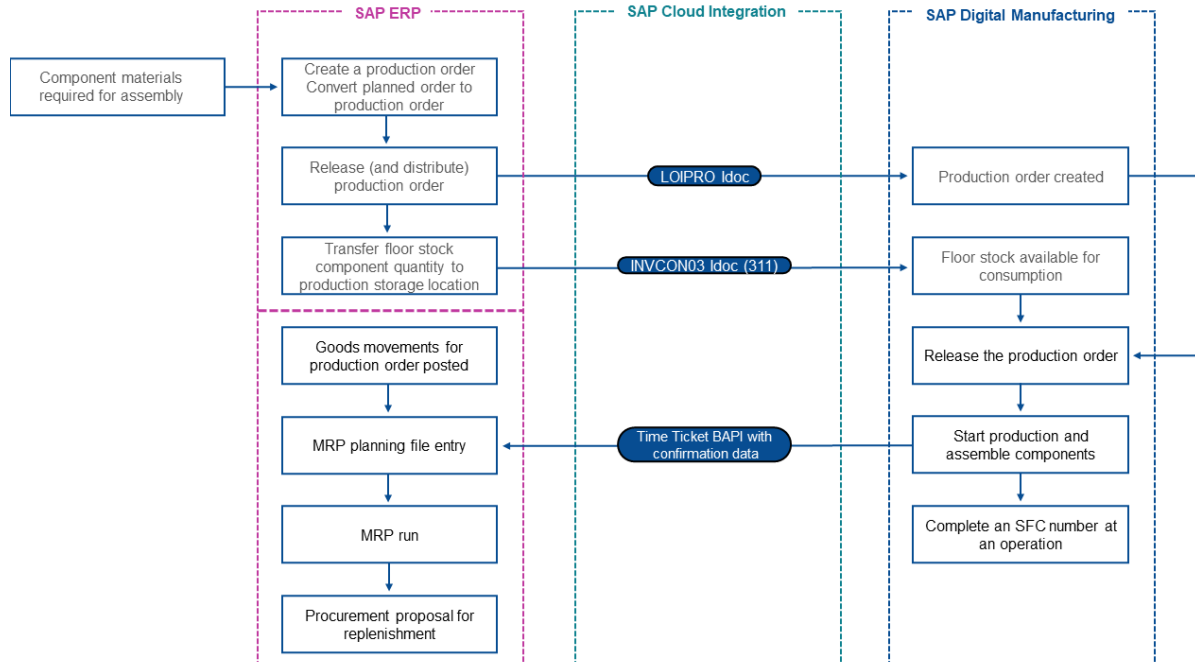 SAP ERP
SAP Cloud Integration
SAP Digital Manufacturing
Component materials
required for assembly
Create a production order
Convert planned order to
production order
Release (and distribute)
production order
LOIPRO Idoc
Production order created
Transfer floor stock
component quantity to
production storage location
INVCON03 Idoc (311)
Floor stock available for
consumption
Goods movements for
production order posted
Release the production order
MRP planning file entry
Time Ticket BAPI with
confirmation data
Start production and
assemble components
MRP run
Complete an SFC number at
an operation
Procurement proposal for
replenishment